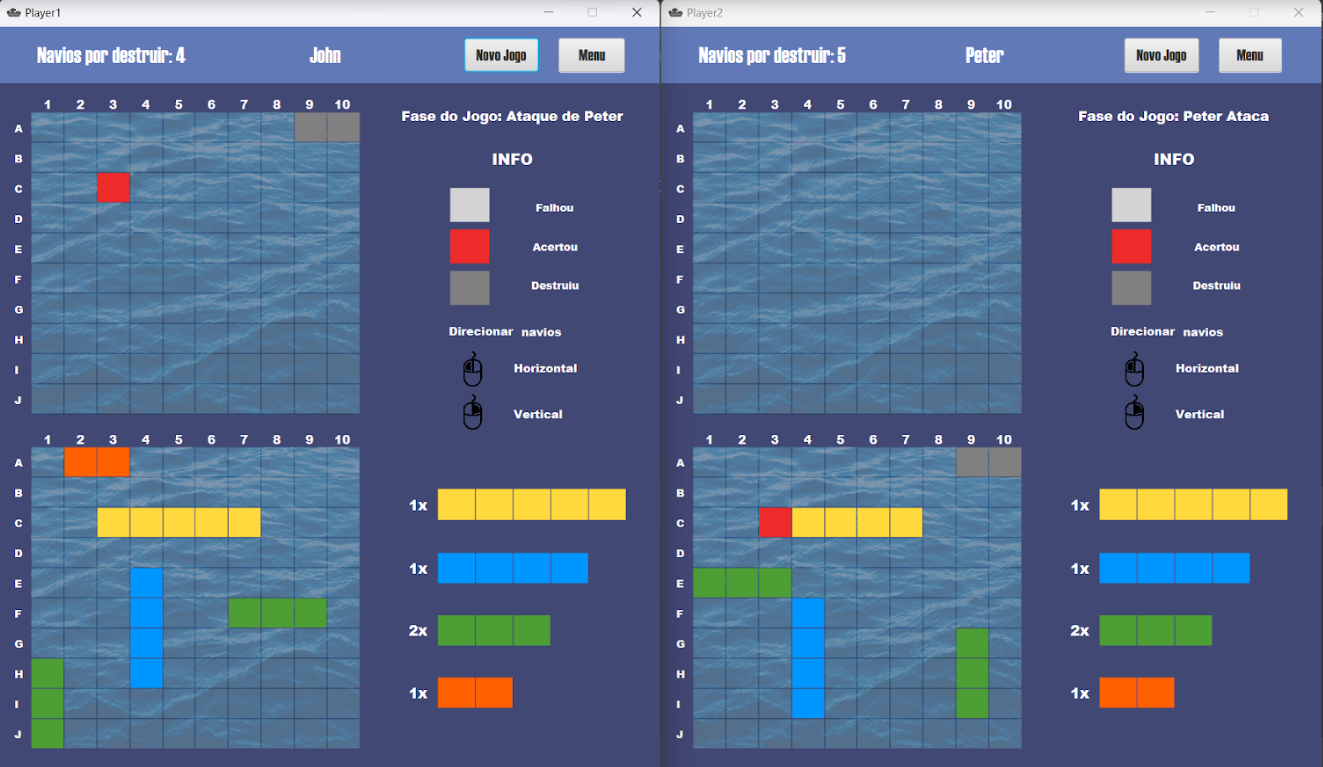 Player1
Navios por destruir: 4 John Novo Jogo Menu
1 2 3 4 5 6 7 8 9 10
A
B
C
D
E
F
G
H
I
J
Fase do Jogo: Ataque de Peter
INFO
Falhou
Acertou
Destruiu
Direcionar navios
Horizontal
Vertical
1 2 3 4 5 6 7 8 9 10
A
B
C
D
E
F
G
H
I
J
1x
1x
2x
1x
Player2
Navios por destruir: 5 Peter Novo Jogo Menu
1 2 3 4 5 6 7 8 9 10
A
B
C
D
E
F
G
H
I
J
Fase do Jogo: Peter Ataca
INFO
Falhou
Acertou
Destruiu
Direcionar navios
Horizontal
Vertical
1 2 3 4 5 6 7 8 9 10
A
B
C
D
E
F
G
H
I
J
1x
1x
2x
1x